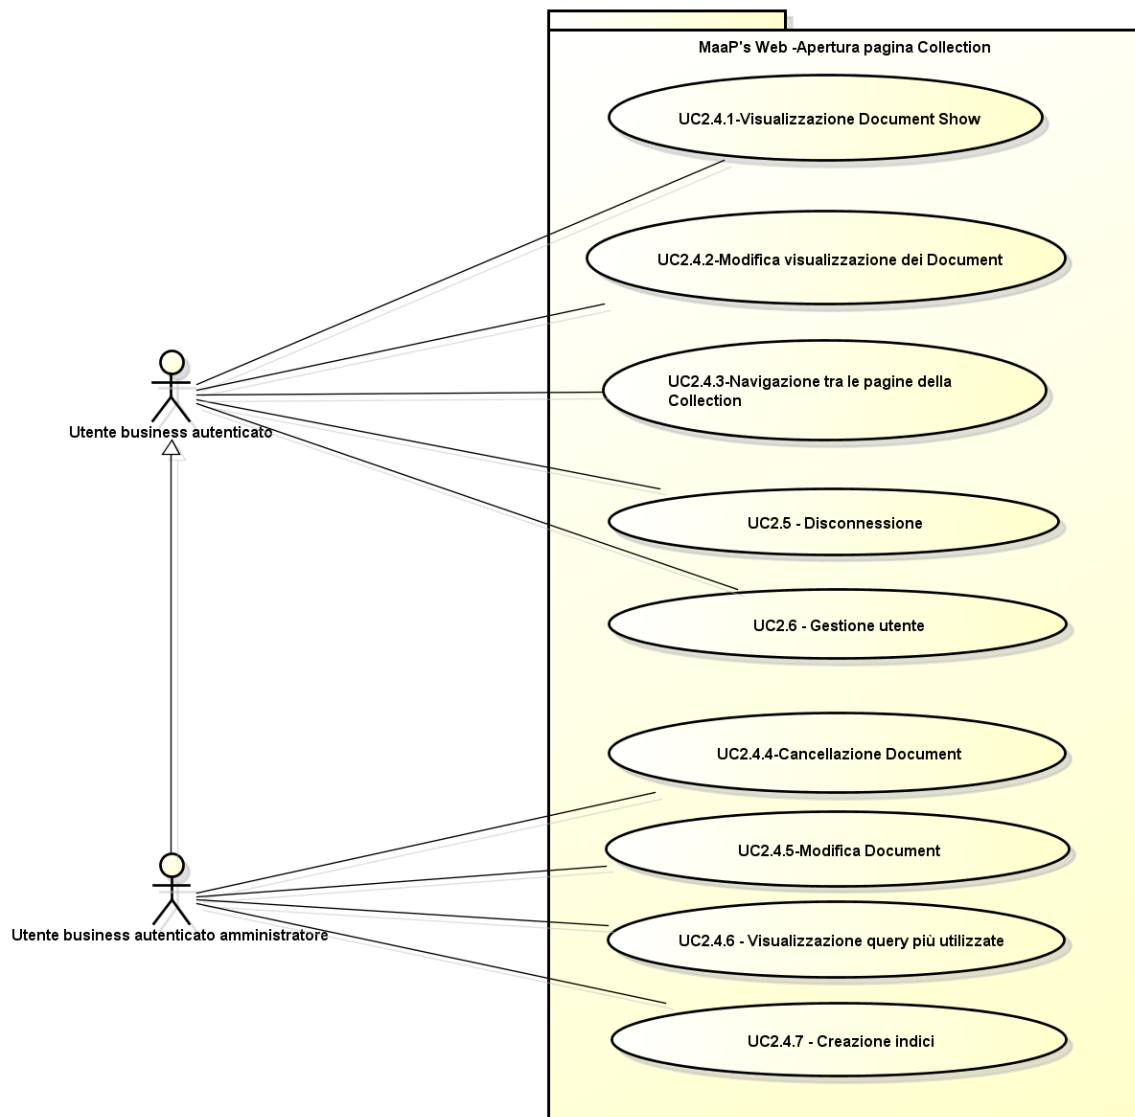 MaaP's Web -Apertura pagina Collection
UC2.4.1-Visualizzazione Document Show
UC2.4.2-Modifica visualizzazione dei Document
UC2.4.3-Navigazione tra le pagine della
Collection
Utente business autenticato
UC2.5 - Disconnessione
UC2.6 - Gestione utente
UC2.4.4-Cancellazione Document
UC2.4.5-Modifica Document
Utente business autenticato amministratore
UC2.4.6 - Visualizzazione query più utilizzate
UC2.4.7 - Creazione indici